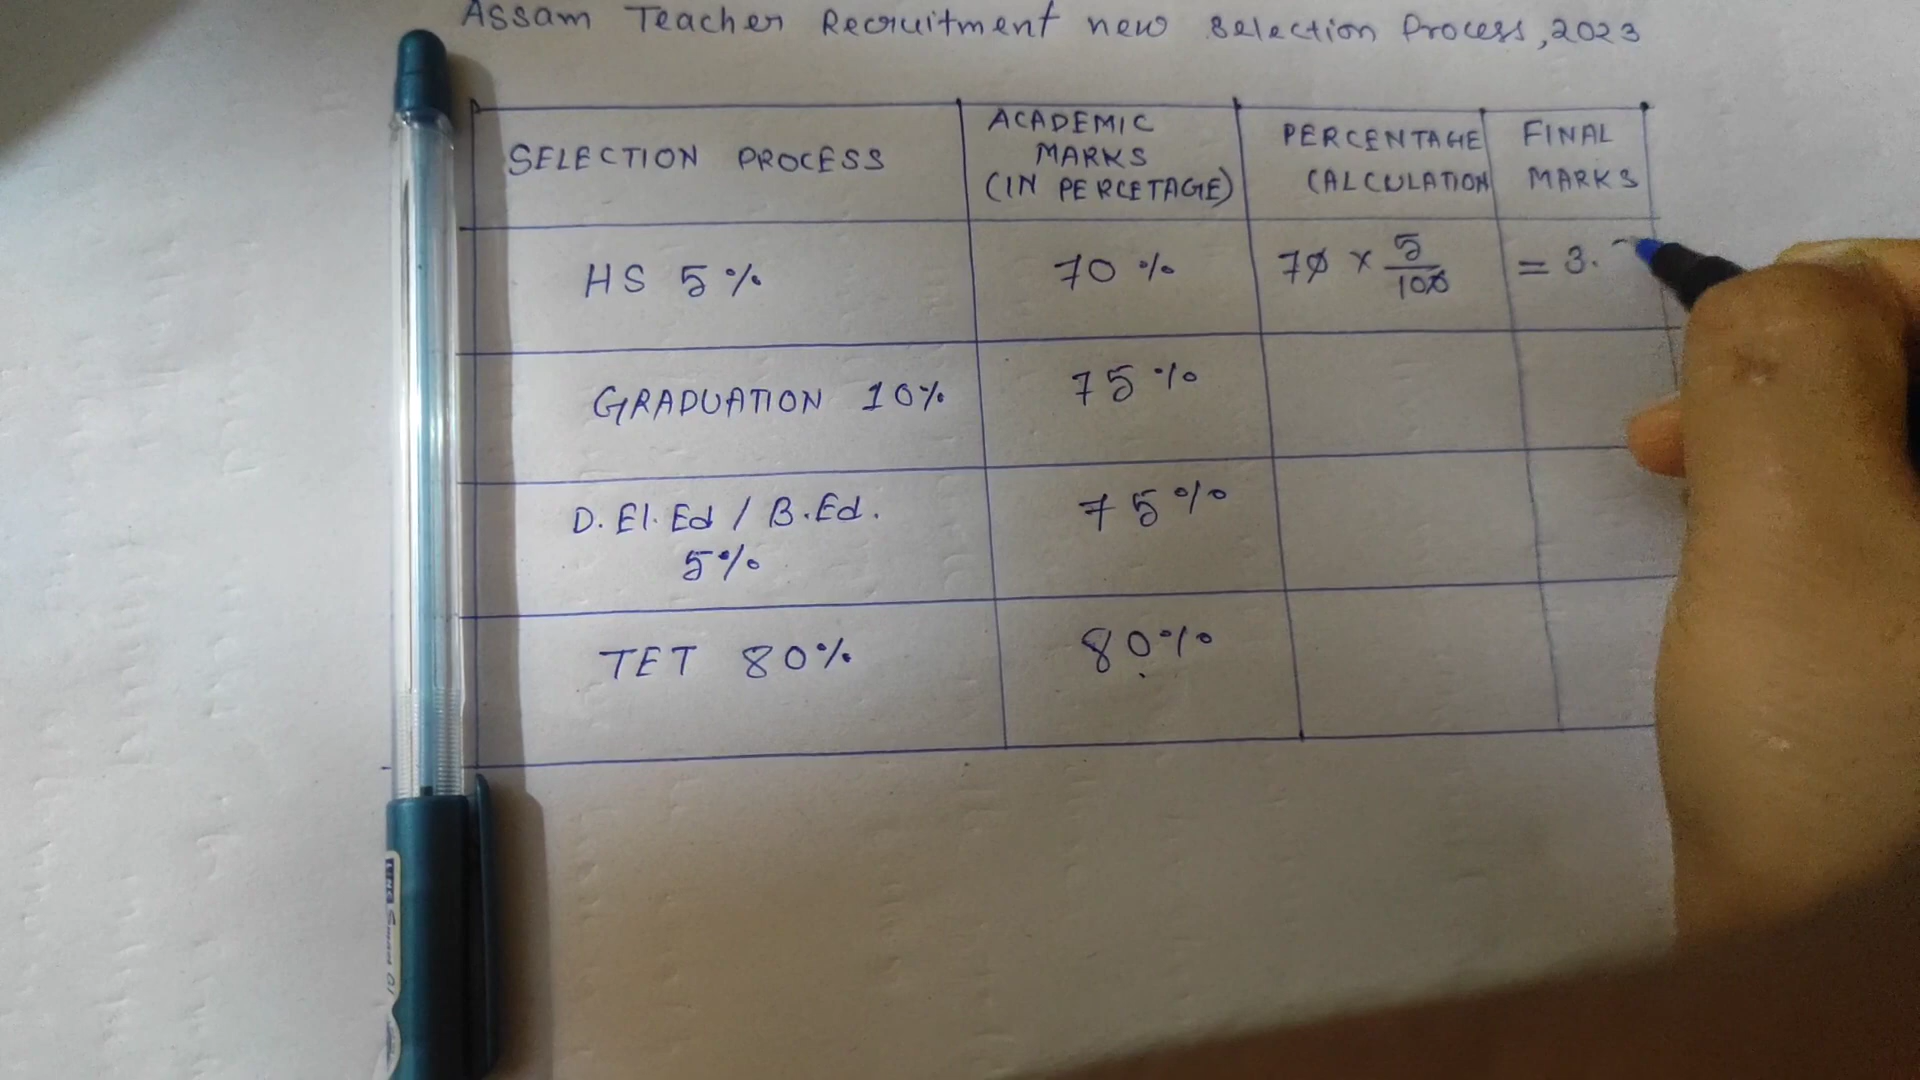 Assam Teacher Recruitment new selection Process, 2023
SELECTION PROCESS
ACADEMIC
MARKS
(IN PERCETAGE)
PERCENTAGE
CALCULATION
FINAL
MARKS
HS 5%
70%
70 × 5/100
= 3.
GRADUATION 10%
75%
D. El. Ed / B.Ed.
5%
75%
TET 80%
80%